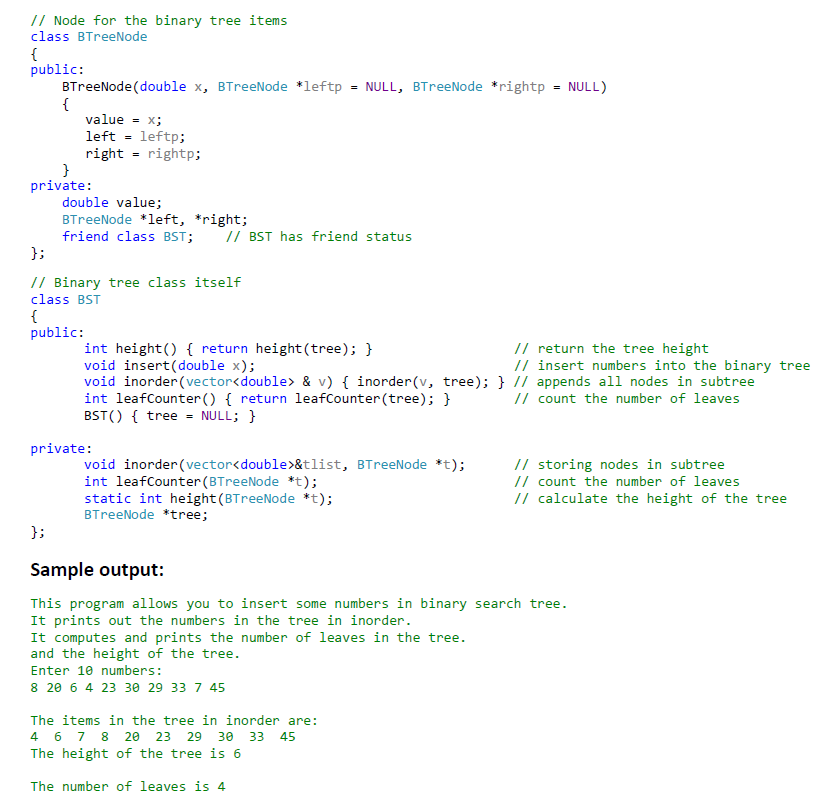 // Node for the binary tree items
class BTreeNode
{
public:
    BTreeNode(double x, BTreeNode *leftp = NULL, BTreeNode *rightp = NULL)
    {
       value = x;
       left = leftp;
       right = rightp;
    }
private:
    double value;
    BTreeNode *left, *right;
    friend class BST;    // BST has friend status
};
// Binary tree class itself
class BST
{
public:
       int height() { return height(tree); }                  // return the tree height
       void insert(double x);                                 // insert numbers into the binary tree
       void inorder(vector<double> & v) { inorder(v, tree); } // appends all nodes in subtree
       int leafCounter() { return leafCounter(tree); }        // count the number of leaves
       BST() { tree = NULL; }
private:
       void inorder(vector<double>&tlist, BTreeNode *t);      // storing nodes in subtree
       int leafCounter(BTreeNode *t);                         // count the number of leaves
       static int height(BTreeNode *t);                       // calculate the height of the tree
       BTreeNode *tree;
};
Sample output:
This program allows you to insert some numbers in binary search tree.
It prints out the numbers in the tree in inorder.
It computes and prints the number of leaves in the tree.
and the height of the tree.
Enter 10 numbers:
8 20 6 4 23 30 29 33 7 45
The items in the tree in inorder are:
4  6  7  8  20  23  29  30  33  45
The height of the tree is 6
The number of leaves is 4